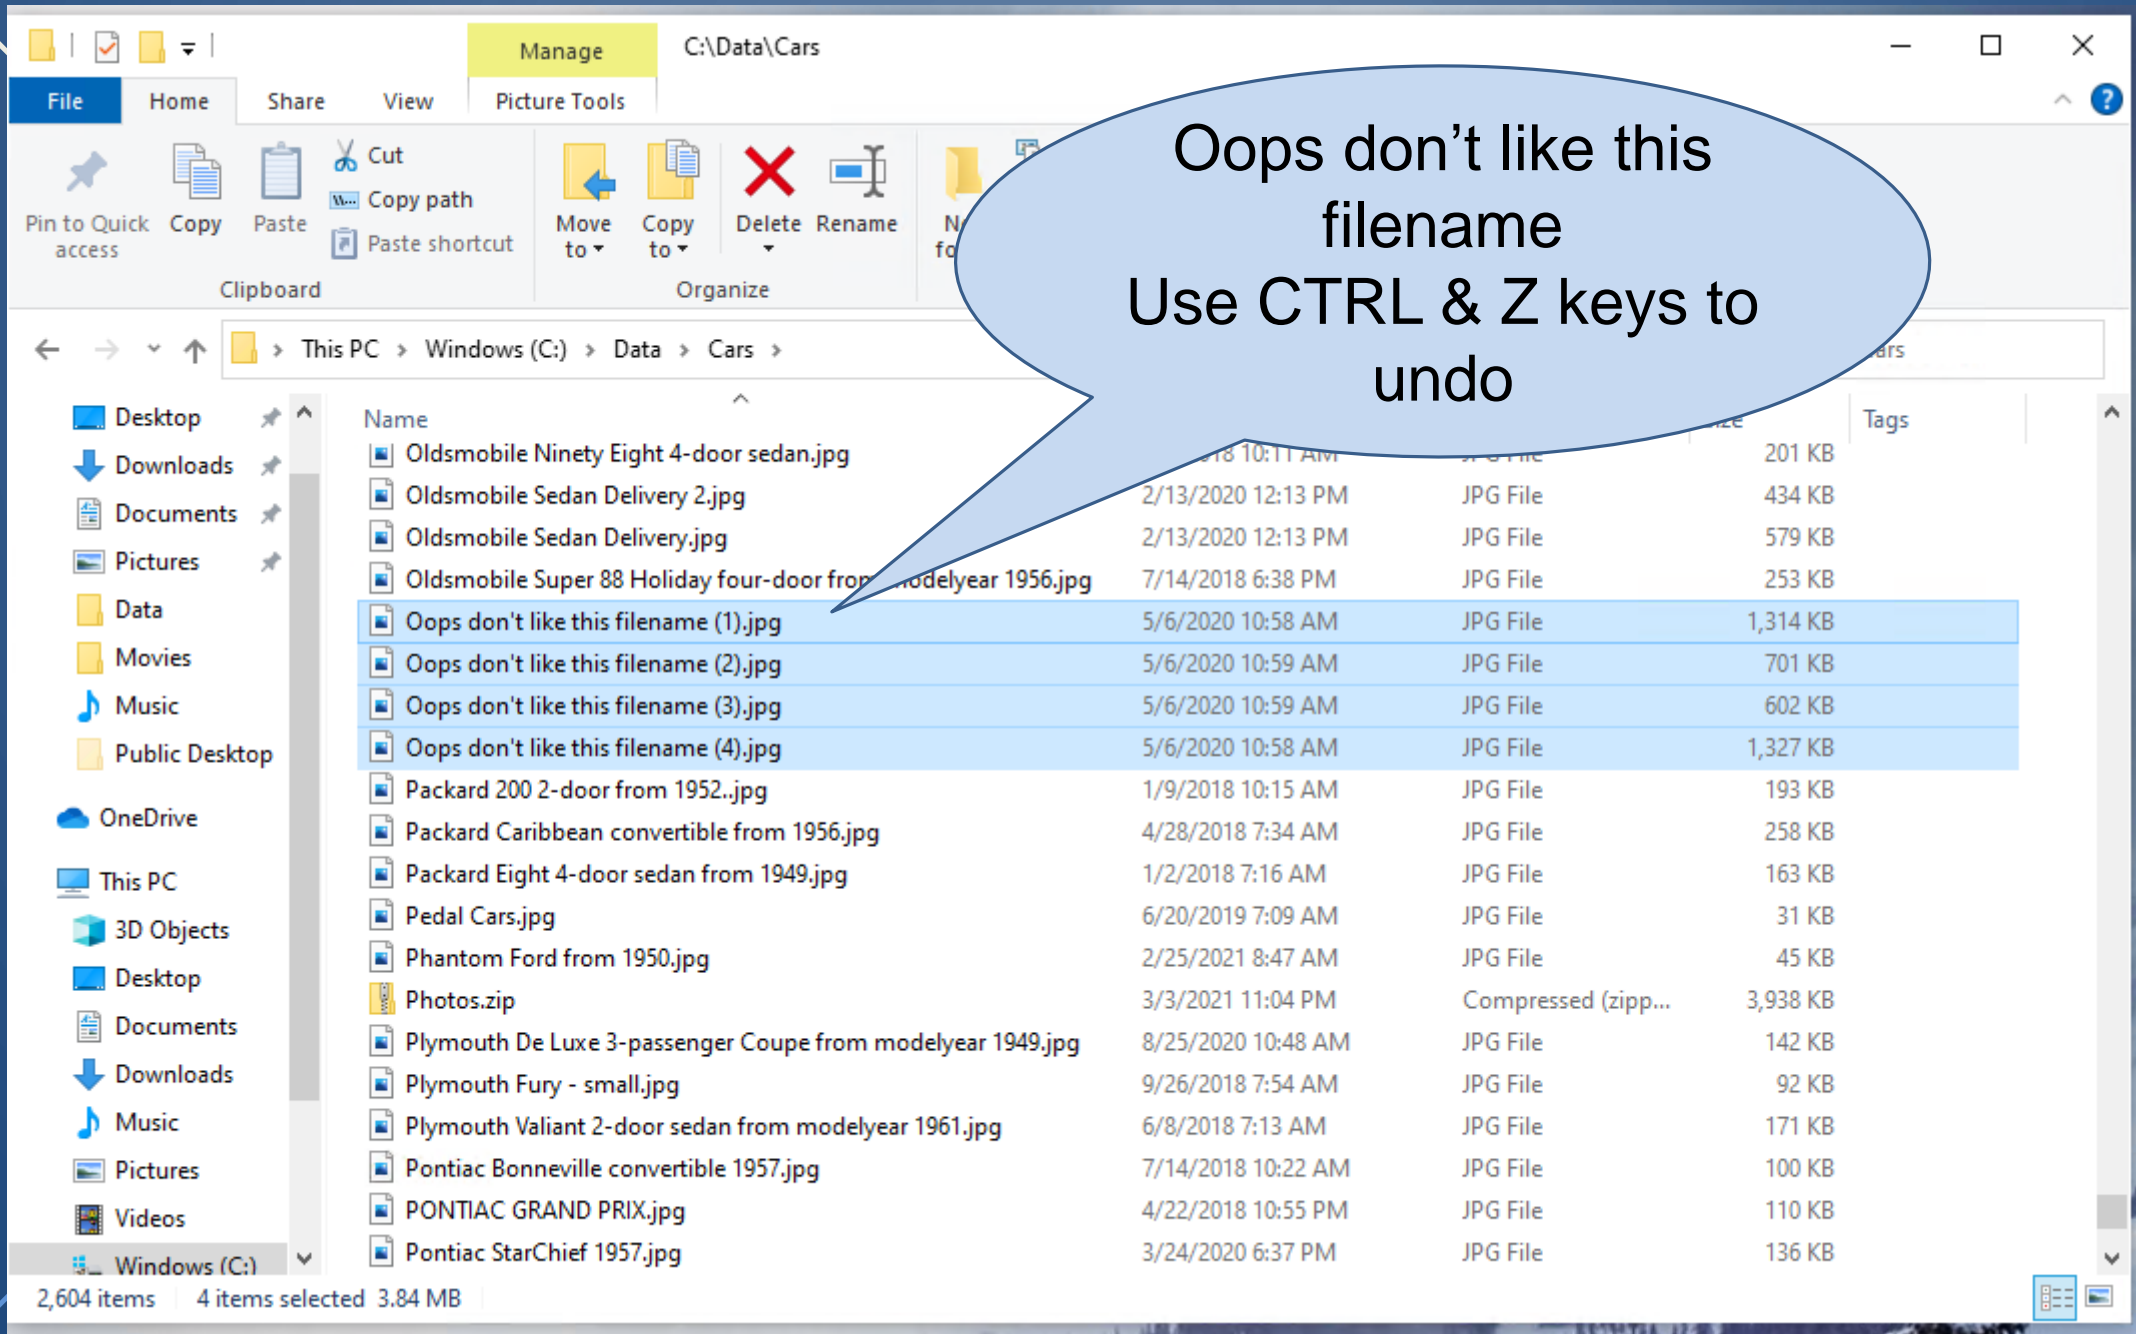 Manage
C:\Data\Cars
File Home Share View Picture Tools
Oops don’t like this
filename
Use CTRL & Z keys to
undo
Pin to Quick
access
Copy
Paste
Cut
Copy path
Paste shortcut
Clipboard
Move
to
Copy
to
Delete
Rename
Organize
This PC > Windows (C:) > Data > Cars >
Desktop
Downloads
Documents
Pictures
Data
Movies
Music
Public Desktop
OneDrive
This PC
3D Objects
Desktop
Documents
Downloads
Music
Pictures
Videos
Windows (C:)
Name Tags
Oldsmobile Ninety Eight 4-door sedan.jpg 10:11 AM 201 KB
Oldsmobile Sedan Delivery 2.jpg 2/13/2020 12:13 PM JPG File 434 KB
Oldsmobile Sedan Delivery.jpg 2/13/2020 12:13 PM JPG File 579 KB
Oldsmobile Super 88 Holiday four-door from modelyear 1956.jpg 7/14/2018 6:38 PM JPG File 253 KB
Oops don't like this filename (1).jpg 5/6/2020 10:58 AM JPG File 1,314 KB
Oops don't like this filename (2).jpg 5/6/2020 10:59 AM JPG File 701 KB
Oops don't like this filename (3).jpg 5/6/2020 10:59 AM JPG File 602 KB
Oops don't like this filename (4).jpg 5/6/2020 10:58 AM JPG File 1,327 KB
Packard 200 2-door from 1952..jpg 1/9/2018 10:15 AM JPG File 193 KB
Packard Caribbean convertible from 1956.jpg 4/28/2018 7:34 AM JPG File 258 KB
Packard Eight 4-door sedan from 1949.jpg 1/2/2018 7:16 AM JPG File 163 KB
Pedal Cars.jpg 6/20/2019 7:09 AM JPG File 31 KB
Phantom Ford from 1950.jpg 2/25/2021 8:47 AM JPG File 45 KB
Photos.zip 3/3/2021 11:04 PM Compressed (zipp... 3,938 KB
Plymouth De Luxe 3-passenger Coupe from modelyear 1949.jpg 8/25/2020 10:48 AM JPG File 142 KB
Plymouth Fury - small.jpg 9/26/2018 7:54 AM JPG File 92 KB
Plymouth Valiant 2-door sedan from modelyear 1961.jpg 6/8/2018 7:13 AM JPG File 171 KB
Pontiac Bonneville convertible 1957.jpg 7/14/2018 10:22 AM JPG File 100 KB
PONTIAC GRAND PRIX.jpg 4/22/2018 10:55 PM JPG File 110 KB
Pontiac StarChief 1957.jpg 3/24/2020 6:37 PM JPG File 136 KB
2,604 items 4 items selected 3.84 MB